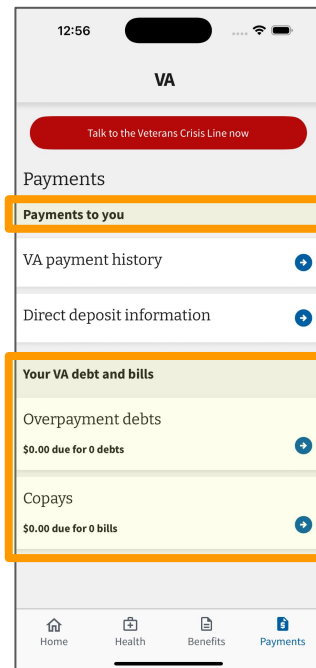 12:56
VA
Talk to the Veterans Crisis Line now
Payments
Payments to you
VA payment history
Direct deposit information
Your VA debt and bills
Overpayment debts
$0.00 due for 0 debts
Copays
$0.00 due for 0 bills
Home Health Benefits Payments